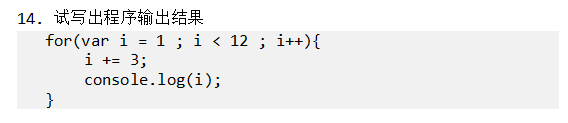 14. 试写出程序输出结果
for(var i = 1 ; i < 12 ; i++){
    i += 3;
    console.log(i);
}